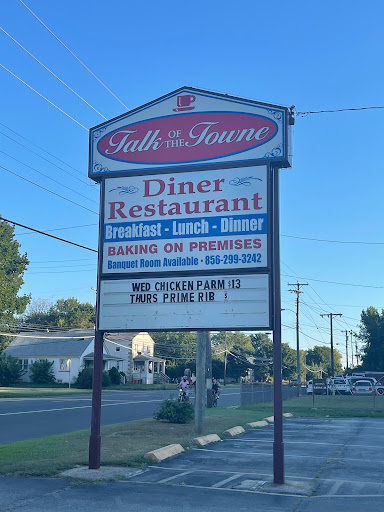 Talk OF THE Towne
Diner
Restaurant
Breakfast - Lunch - Dinner
BAKING ON PREMISES
Banquet Room Available • 856-299-3242
WED CHICKEN PARM $13
THURS PRIME RIB